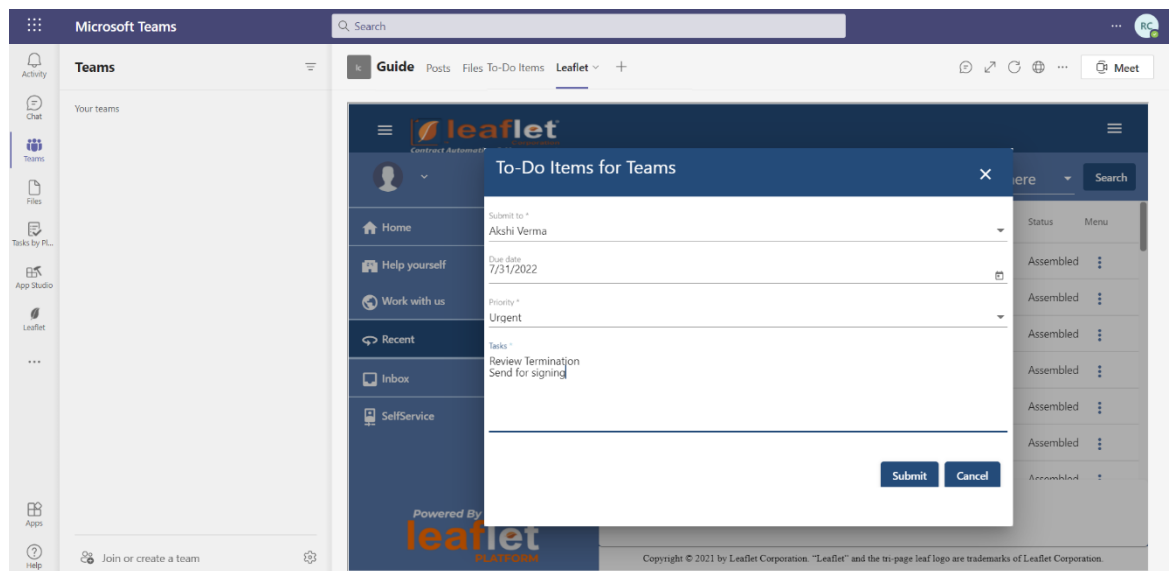 Microsoft Teams
Search
RC
Activity
Chat
Teams
Files
Tasks by Pl...
App Studio
Leaflet
Apps
Help
Teams
Your teams
Join or create a team
Guide Posts Files To-Do Items Leaflet
Meet
leaflet
Home
Help yourself
Work with us
Recent
Inbox
SelfService
Powered By
leaflet
PLATFORM
To-Do Items for Teams
Submit to *
Akshi Verma
Due date
7/31/2022
Priority *
Urgent
Tasks *
Review Termination
Send for signing
Submit Cancel
Search
Status Menu
Assembled
Assembled
Assembled
Assembled
Assembled
Assembled
Assembled
Copyright © 2021 by Leaflet Corporation. “Leaflet” and the tri-page leaf logo are trademarks of Leaflet Corporation.